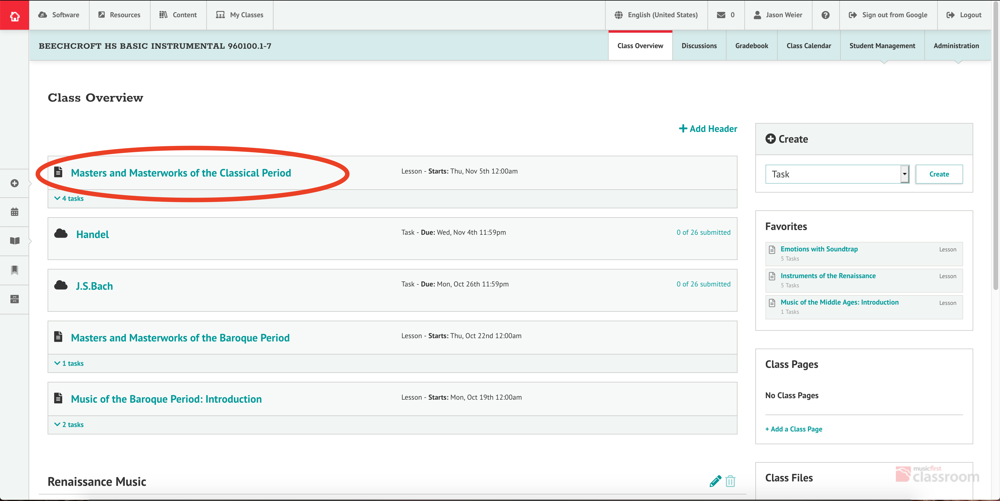 Software
Resources
Content
My Classes
English (United States)
0
Jason Weier
Sign out from Google
Logout
BEECHCROFT HS BASIC INSTRUMENTAL 960100.1-7
Class Overview
Discussions
Gradebook
Class Calendar
Student Management
Administration
Class Overview
+ Add Header
Masters and Masterworks of the Classical Period
Lesson - Starts: Thu, Nov 5th 12:00am
4 tasks
Handel
Task - Due: Wed, Nov 4th 11:59pm
0 of 26 submitted
J.S.Bach
Task - Due: Mon, Oct 26th 11:59pm
0 of 26 submitted
Masters and Masterworks of the Baroque Period
Lesson - Starts: Thu, Oct 22nd 12:00am
1 tasks
Music of the Baroque Period: Introduction
Lesson - Starts: Mon, Oct 19th 12:00am
2 tasks
Renaissance Music
Create
Task
Create
Favorites
Emotions with Soundtrap
Lesson
5 Tasks
Instruments of the Renaissance
Lesson
5 Tasks
Music of the Middle Ages: Introduction
Lesson
1 Tasks
Class Pages
No Class Pages
+ Add a Class Page
Class Files
musicfirst
classroom